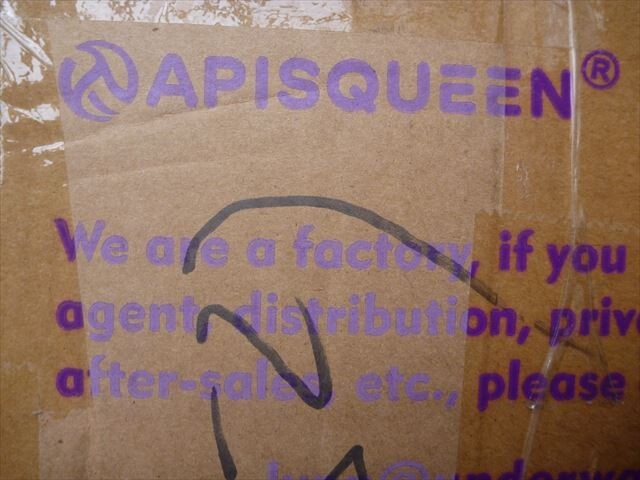 APISQUEEN®
We are a factory, if you
agent, distribution, priv
after-sales, etc., please